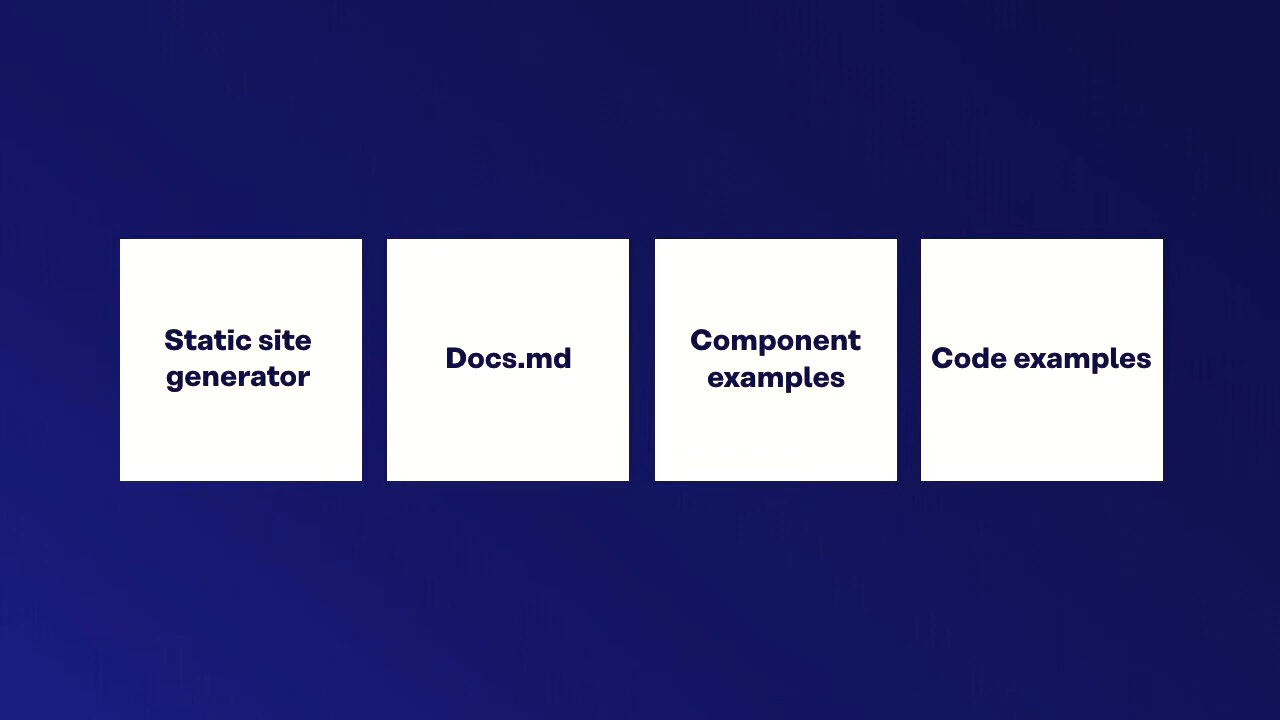 Static site
generator
Docs.md
Component
examples
Code examples